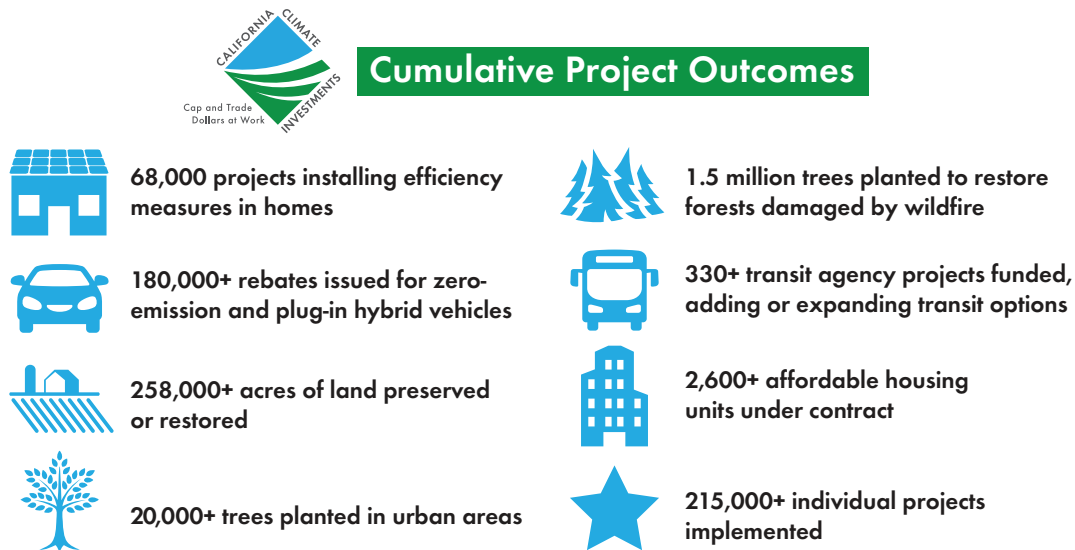 CALIFORNIA CLIMATE
INVESTMENTS
Cap and Trade
Dollars at Work
Cumulative Project Outcomes
68,000 projects installing efficiency
measures in homes
180,000+ rebates issued for zero-
emission and plug-in hybrid vehicles
258,000+ acres of land preserved
or restored
20,000+ trees planted in urban areas
1.5 million trees planted to restore
forests damaged by wildfire
330+ transit agency projects funded,
adding or expanding transit options
2,600+ affordable housing
units under contract
215,000+ individual projects
implemented